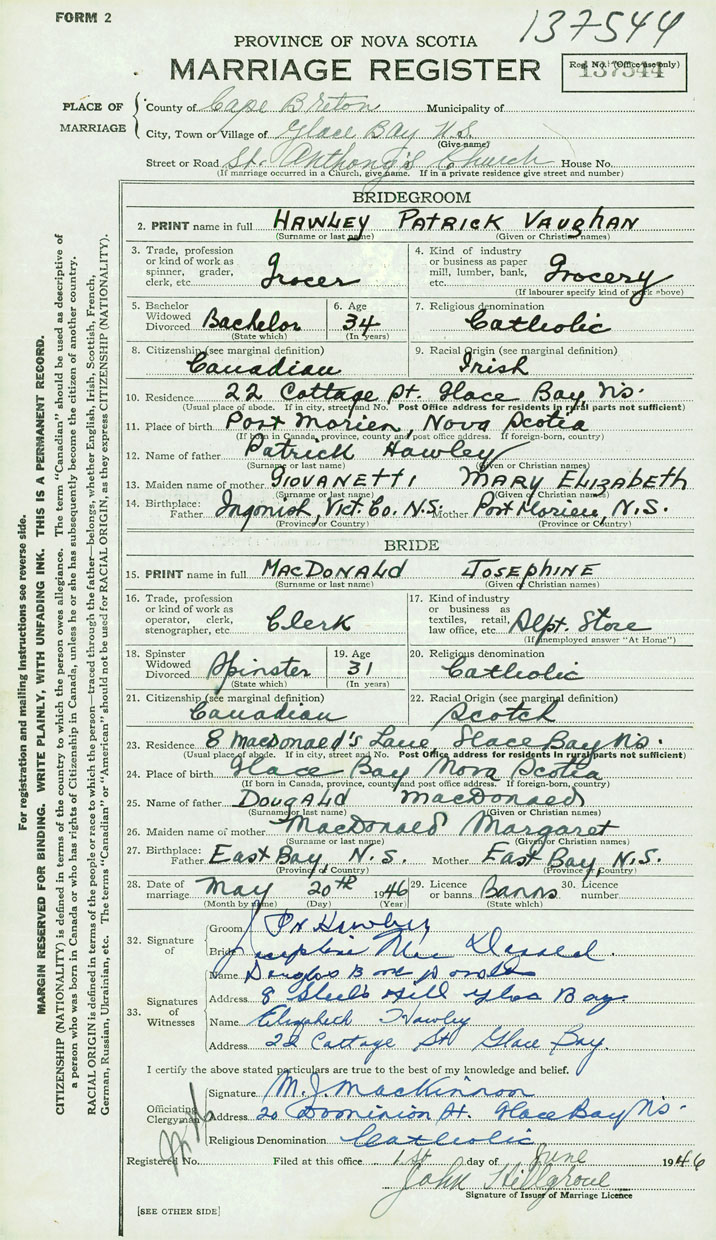 FORM 2
137544
PROVINCE OF NOVA SCOTIA
MARRIAGE REGISTER
Reg. No. (Office use only)
137544
PLACE OF MARRIAGE
County of Cape Breton Municipality of
City, Town or Village of Glace Bay N.S.
(Give name)
Street or Road St. Anthony's Church House No.
(If marriage occurred in a Church, give name. If in a private residence give street and number)
BRIDEGROOM
2. PRINT name in full HAWLEY PATRICK VAUGHAN
(Surname or last name) (Given or Christian names)
3. Trade, profession or kind of work as spinner, grader, clerk, etc. Grocer
4. Kind of industry or business as paper mill, lumber, bank, etc. Grocery
(If labourer specify kind of work above)
5. Bachelor Widowed Divorced Bachelor
(State which)
6. Age 34
(In years)
7. Religious denomination Catholic
8. Citizenship (see marginal definition) Canadian
9. Racial Origin (see marginal definition) Irish
10. Residence 22 Cottage St. Glace Bay, N.S.
(Usual place of abode. If in city, street and No. Post Office address for residents in rural parts not sufficient)
11. Place of birth Port Morien, Nova Scotia
(If born in Canada, province, county and post office address. If foreign-born, country)
12. Name of father Patrick Hawley
(Surname or last name) (Given or Christian names)
13. Maiden name of mother GIOVANETTI MARY ELIZABETH
(Surname or last name) (Given or Christian names)
14. Birthplace: Father Ingonish, Vict. Co. N.S. Mother Port Morien, N.S.
(Province or Country) (Province or Country)
BRIDE
15. PRINT name in full MACDONALD JOSEPHINE
(Surname or last name) (Given or Christian names)
16. Trade, profession or kind of work as operator, clerk, stenographer, etc. Clerk
17. Kind of industry or business as textiles, retail, law office, etc. Dept. Store
(If unemployed answer "At Home")
18. Spinster Widowed Divorced Spinster
(State which)
19. Age 31
(In years)
20. Religious denomination Catholic
21. Citizenship (see marginal definition) Canadian
22. Racial Origin (see marginal definition) Scotch
23. Residence 8 MacDonald's Lane Glace Bay N.S.
(Usual place of abode. If in city, street and No. Post Office address for residents in rural parts not sufficient)
24. Place of birth Glace Bay Nova Scotia
(If born in Canada, province, county and post office address. If foreign-born, country)
25. Name of father DOUGALD MACDONALD
(Surname or last name) (Given or Christian names)
26. Maiden name of mother MacDonald Margaret
(Surname or last name) (Given or Christian names)
27. Birthplace: Father East Bay, N.S. Mother East Bay, N.S.
(Province or Country) (Province or Country)
28. Date of marriage May 20th 1946
(Month by name) (Day) (Year)
29. Licence or banns Banns
(State which)
30. Licence number
32. Signature of
Groom P V Hawley
Bride Josephine Mac Donald
33. Signatures of Witnesses
Name Douglas
Address 8 Steel's Hill Glace Bay
Name Elizabeth Hawley
Address 22 Cottage St Glace Bay.
I certify the above stated particulars are true to the best of my knowledge and belief.
Officiating Clergyman
Signature M. J. MacKinnon
Address 20 Dominion St. Glace Bay N.S.
Religious Denomination Catholic
Registered No. Filed at this office 1st day of June 1946
John Hillgrove
Signature of Issuer of Marriage Licence
[SEE OTHER SIDE]
For registration and mailing instructions see reverse side.
MARGIN RESERVED FOR BINDING. WRITE PLAINLY, WITH UNFADING INK. THIS IS A PERMANENT RECORD.
CITIZENSHIP (NATIONALITY) is defined in terms of the country to which the person owes allegiance. The term "Canadian" should be used as descriptive of
a person who was born in Canada or who has rights of Citizenship in Canada, unless he or she has subsequently become the citizen of another country.
RACIAL ORIGIN is defined in terms of the people or race to which the person—traced through the father—belongs, whether English, Irish, Scottish, French,
German, Russian, Ukrainian, etc. The terms "Canadian" or "American" should not be used for RACIAL ORIGIN, as they express CITIZENSHIP (NATIONALITY).